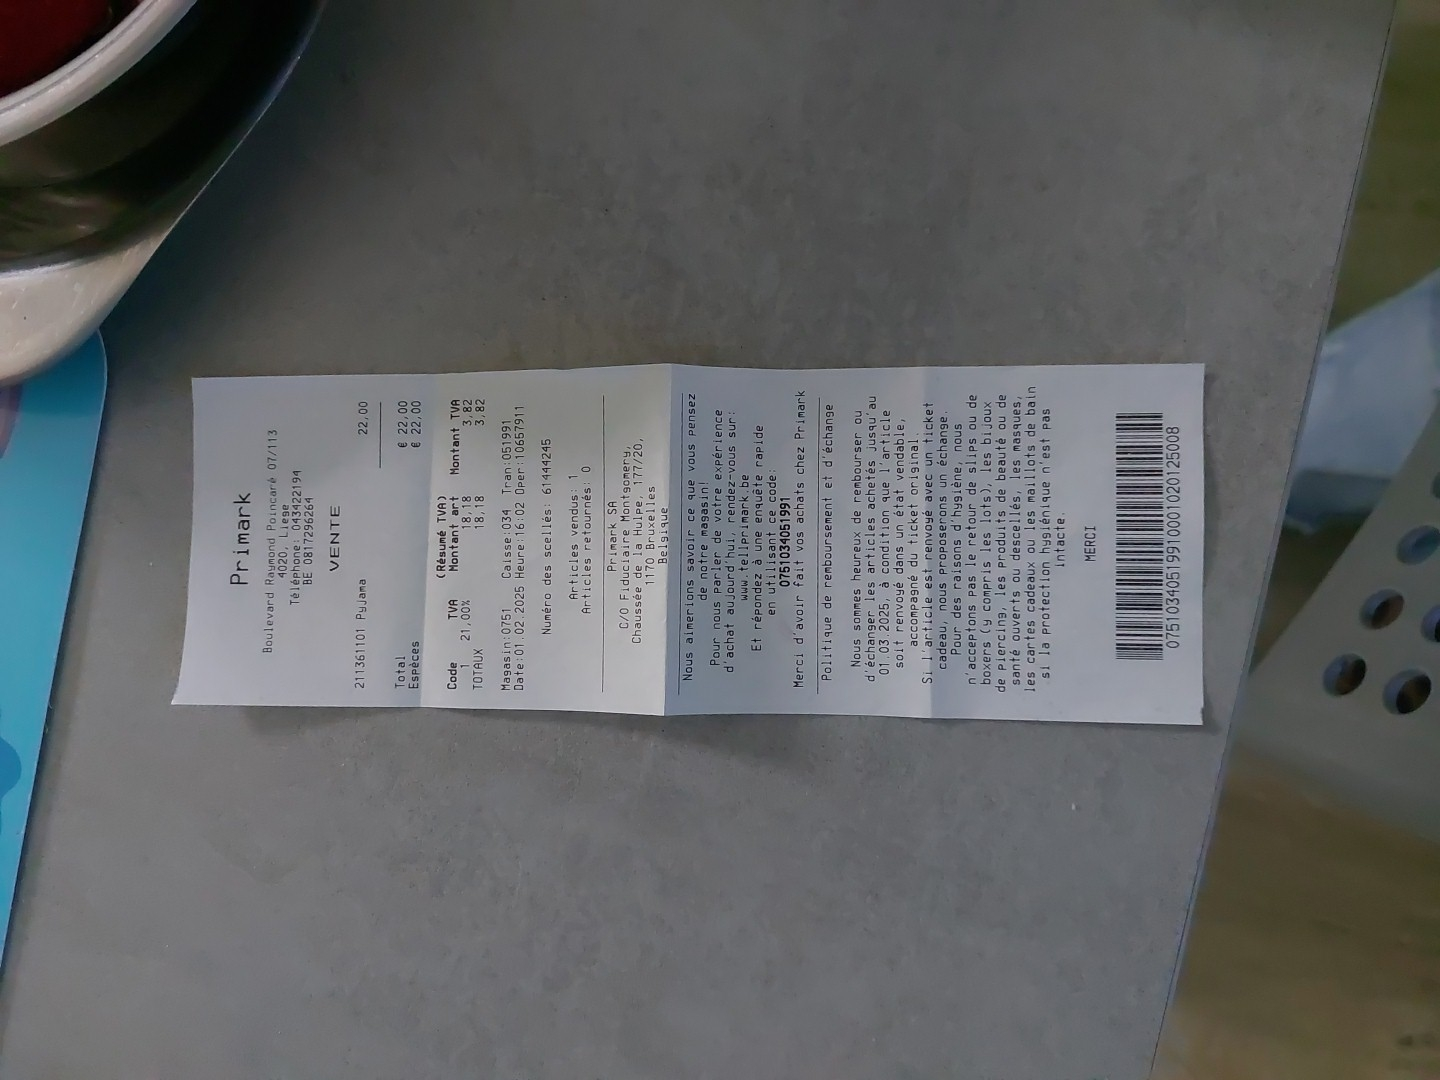 Primark
Boulevard Raymond Poincaré 07/113
4020, Liege
Téléphone: 043422194
BE 0817296264
VENTE
211361101 Pyjama 22,00
Total € 22,00
Espèces € 22,00
(Résumé TVA)
Code TVA Montant art Montant TVA
1 21,00% 18,18 3,82
TOTAUX 18,18 3,82
Magasin:0751 Caisse:034 Tran:051991
Date:01.02.2025 Heure:16:02 Oper:10657911
Numéro des scellés: 61444245
Articles vendus: 1
Articles retournés: 0
Primark SA
C/O Fiduciaire Montgomery,
Chaussée de la Hulpe, 177/20,
1170 Bruxelles
Belgique
Nous aimerions savoir ce que vous pensez
de notre magasin!
Pour nous parler de votre expérience
d'achat aujourd'hui, rendez-vous sur:
www.tellprimark.be
Et répondez à une enquête rapide
en utilisant ce code:
075103405199​1
Merci d'avoir fait vos achats chez Primark
Politique de remboursement et d'échange
Nous sommes heureux de rembourser ou
d'échanger les articles achetés jusqu'au
01.03.2025, à condition que l'article
soit renvoyé dans un état vendable,
accompagné du ticket original.
Si l'article est renvoyé avec un ticket
cadeau, nous proposerons un échange.
Pour des raisons d'hygiène, nous
n'acceptons pas le retour de slips ou de
boxers (y compris les lots), les bijoux
de piercing, les produits de beauté ou de
santé ouverts ou descellés, les masques,
les cartes cadeaux ou les maillots de bain
si la protection hygiénique n'est pas
intacte.
MERCI
075103405199100010201​25008